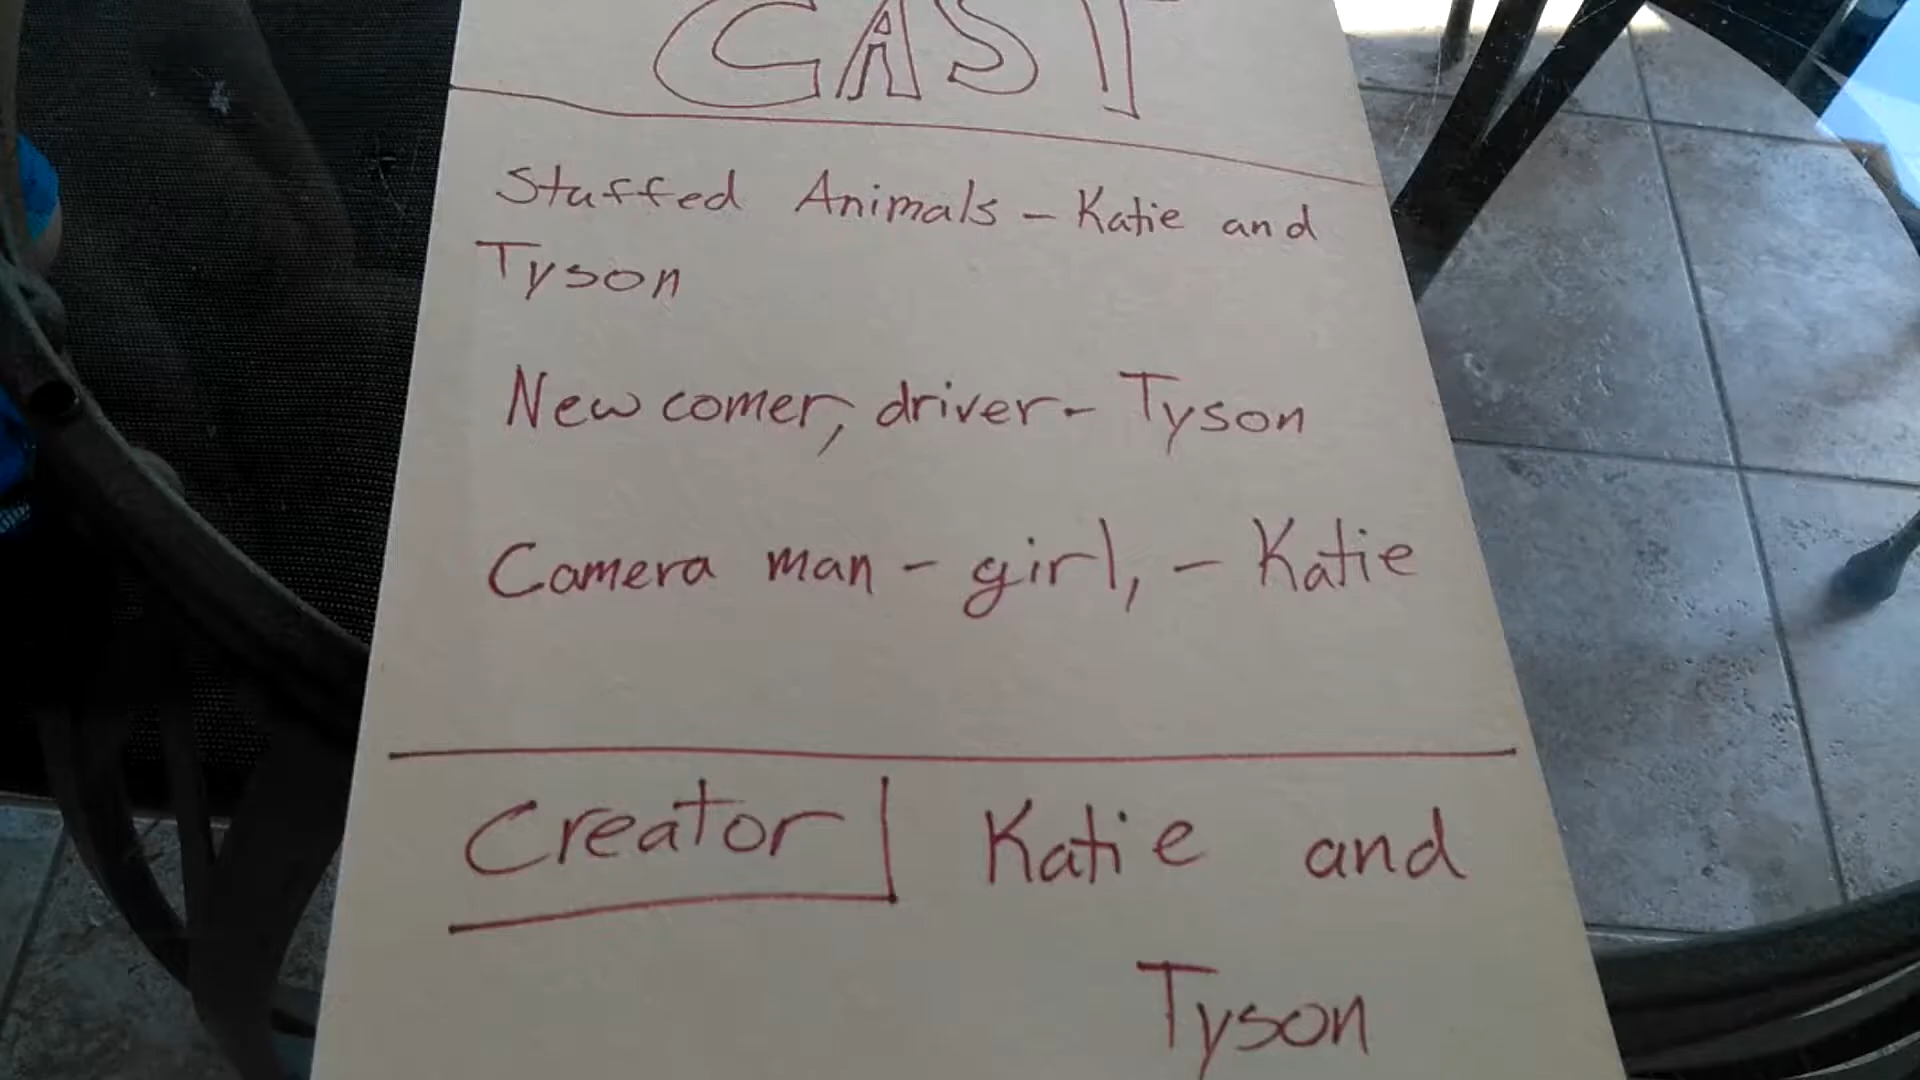 CAST
Stuffed Animals - Katie and
Tyson
New comer, driver - Tyson
Camera man - girl, - Katie
Creator Katie and
Tyson